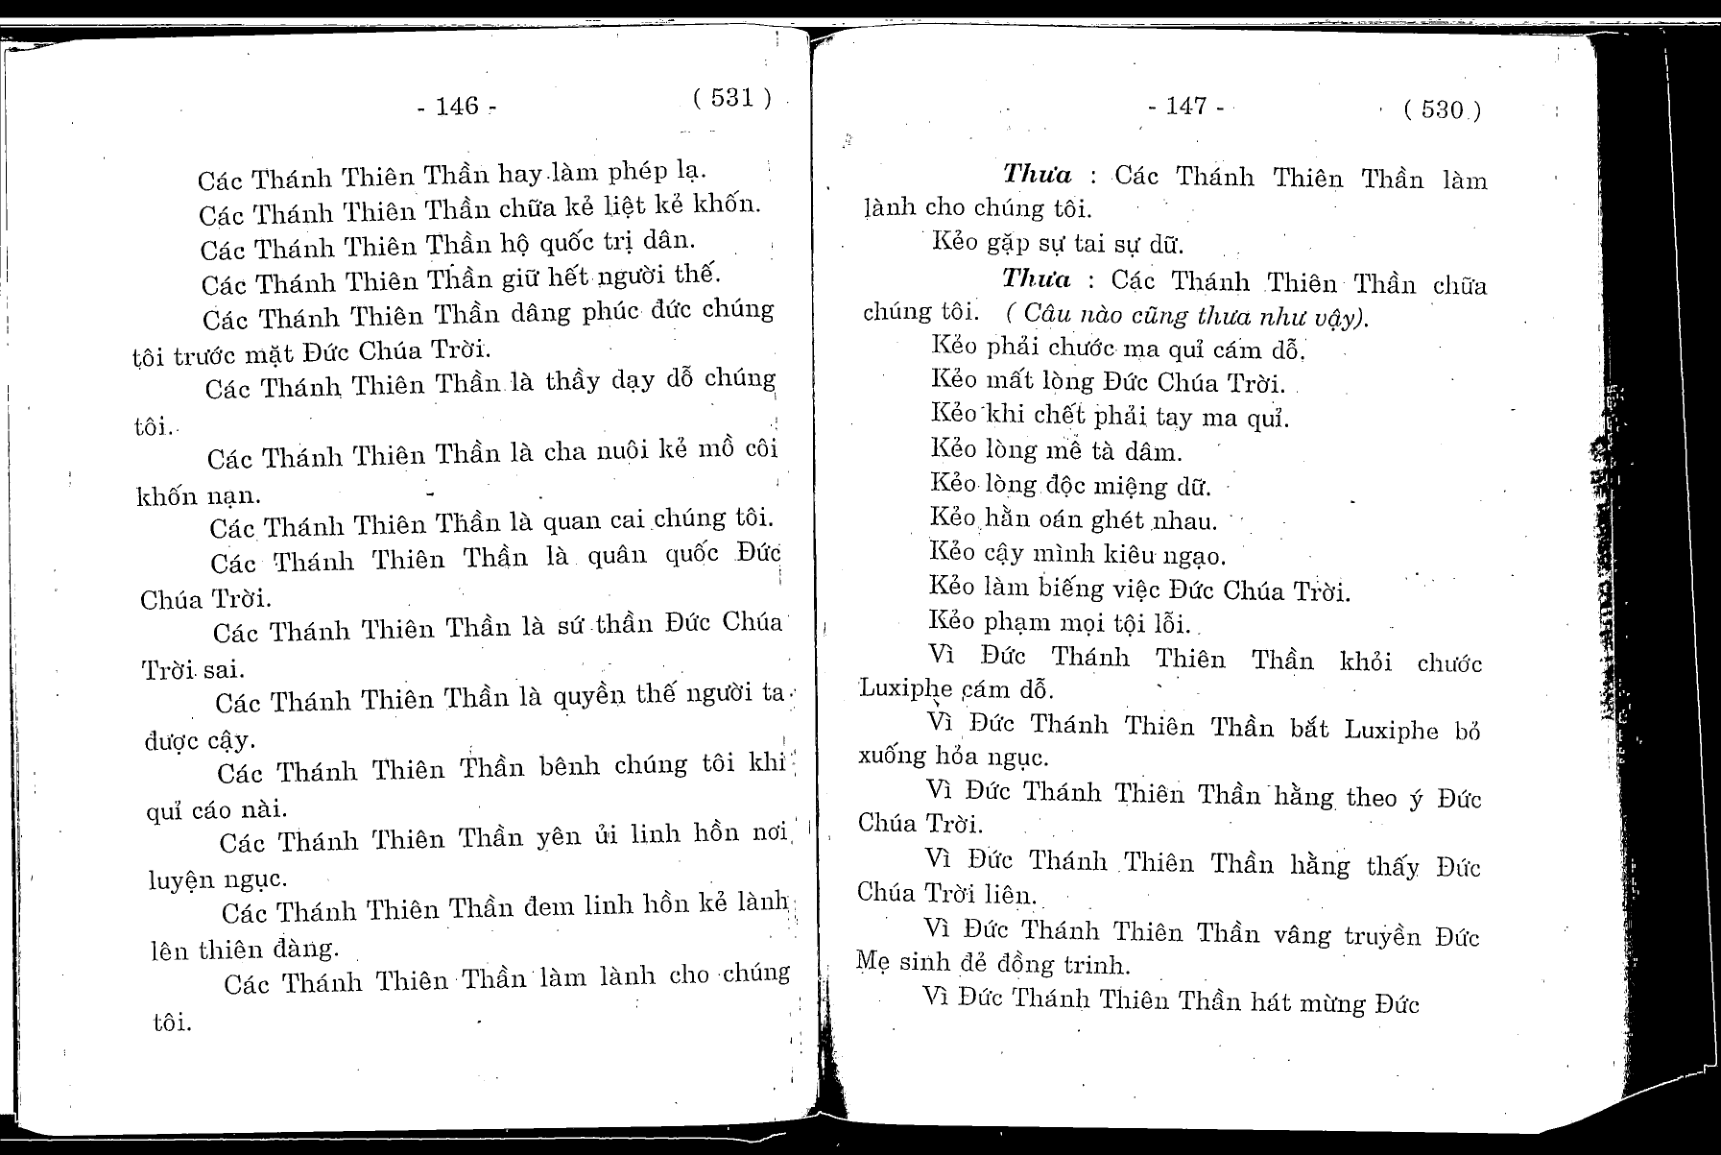 - 146 - ( 531 )
Các Thánh Thiên Thần hay làm phép lạ.
Các Thánh Thiên Thần chữa kẻ liệt kẻ khốn.
Các Thánh Thiên Thần hộ quốc trị dân.
Các Thánh Thiên Thần giữ hết người thế.
Các Thánh Thiên Thần dâng phúc đức chúng
tôi trước mặt Đức Chúa Trời.
Các Thánh Thiên Thần là thầy dạy dỗ chúng
tôi.
Các Thánh Thiên Thần là cha nuôi kẻ mồ côi
khốn nạn.
Các Thánh Thiên Thần là quan cai chúng tôi.
Các Thánh Thiên Thần là quân quốc Đức
Chúa Trời.
Các Thánh Thiên Thần là sứ thần Đức Chúa
Trời sai.
Các Thánh Thiên Thần là quyền thế người ta
được cậy.
Các Thánh Thiên Thần bênh chúng tôi khi
quỉ cáo nài.
Các Thánh Thiên Thần yên ủi linh hồn nơi
luyện ngục.
Các Thánh Thiên Thần đem linh hồn kẻ lành
lên thiên đàng.
Các Thánh Thiên Thần làm lành cho chúng
tôi.
- 147 - ( 530 )
Thưa : Các Thánh Thiên Thần làm
lành cho chúng tôi.
Kẻo gặp sự tai sự dữ.
Thưa : Các Thánh Thiên Thần chữa
chúng tôi. ( Câu nào cũng thưa như vậy).
Kẻo phải chước ma quỉ cám dỗ.
Kẻo mất lòng Đức Chúa Trời.
Kẻo khi chết phải tay ma quỉ.
Kẻo lòng mê tà dâm.
Kẻo lòng độc miệng dữ.
Kẻo hằn oán ghét nhau.
Kẻo cậy mình kiêu ngạo.
Kẻo làm biếng việc Đức Chúa Trời.
Kẻo phạm mọi tội lỗi.
Vì Đức Thánh Thiên Thần khỏi chước
Luxiphe cám dỗ.
Vì Đức Thánh Thiên Thần bắt Luxiphe bỏ
xuống hỏa ngục.
Vì Đức Thánh Thiên Thần hằng theo ý Đức
Chúa Trời.
Vì Đức Thánh Thiên Thần hằng thấy Đức
Chúa Trời liên.
Vì Đức Thánh Thiên Thần vâng truyền Đức
Mẹ sinh đẻ đồng trinh.
Vì Đức Thánh Thiên Thần hát mừng Đức